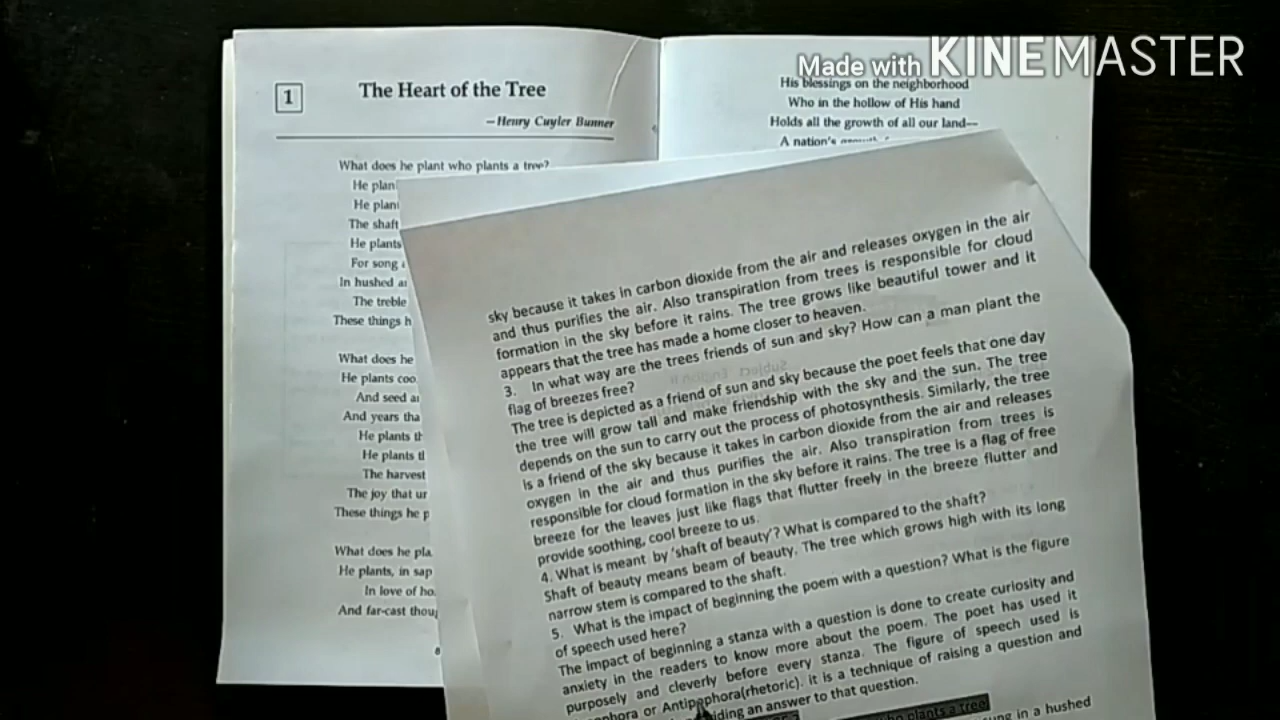 Made with KINEMASTER
1
The Heart of the Tree
—Henry Cuyler Bunner
What does he plant who plants a tree?
He plan
He plan
The shaft
He plants
For song
In hushed
The treble
These things h
What does he
He plants coo
And seed
And years tha
He plants th
He plants
The harvest
The joy that
These things he p
What does he pla
He plants, in sap
In love of ho
And far-cast thou
8
His blessings on the neighborhood
Who in the hollow of His hand
Holds all the growth of all our land—
A nation's
sky because it takes in carbon dioxide from the air and releases oxygen in the air
and thus purifies the air. Also transpiration from trees is responsible for cloud
formation in the sky before it rains. The tree grows like beautiful tower and it
appears that the tree has made a home closer to heaven.
3. In what way are the trees friends of sun and sky? How can a man plant the
flag of breezes free?
The tree is depicted as a friend of sun and sky because the poet feels that one day
the tree will grow tall and make friendship with the sky and the sun. The tree
depends on the sun to carry out the process of photosynthesis. Similarly, the tree
is a friend of the sky because it takes in carbon dioxide from the air and releases
oxygen in the air and thus purifies the air. Also transpiration from trees is
responsible for cloud formation in the sky before it rains. The tree is a flag of free
breeze for the leaves just like flags that flutter freely in the breeze flutter and
provide soothing, cool breeze to us.
4. What is meant by 'shaft of beauty'? What is compared to the shaft?
Shaft of beauty means beam of beauty. The tree which grows high with its long
narrow stem is compared to the shaft.
5. What is the impact of beginning the poem with a question? What is the figure
of speech used here?
The impact of beginning a stanza with a question is done to create curiosity and
anxiety in the readers to know more about the poem. The poet has used it
purposely and cleverly before every stanza. The figure of speech used is
or Antipophora(rhetoric). It is a technique of raising a question and
an answer to that question.
who plants a tree
in a hushed